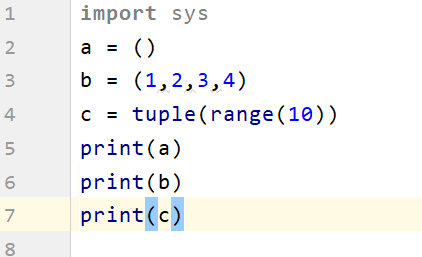 1 import sys
2 a = ()
3 b = (1,2,3,4)
4 c = tuple(range(10))
5 print(a)
6 print(b)
7 print(c)
8